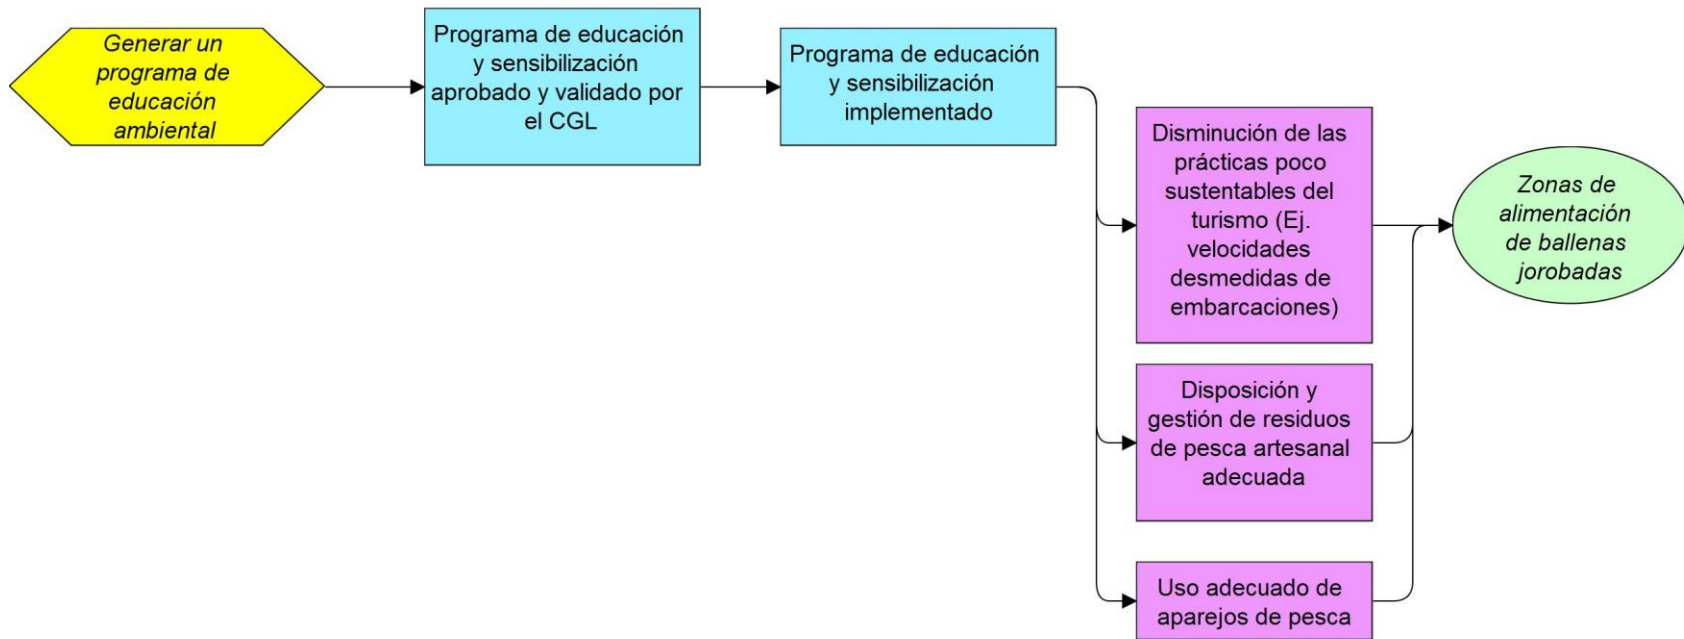 Generar un
programa de
educación
ambiental
Programa de educación
y sensibilización
aprobado y validado por
el CGL
Programa de educación
y sensibilización
implementado
Disminución de las
prácticas poco
sustentables del
turismo (Ej.
velocidades
desmedidas de
embarcaciones)
Disposición y
gestión de residuos
de pesca artesanal
adecuada
Uso adecuado de
aparejos de pesca
Zonas de
alimentación
de ballenas
jorobadas